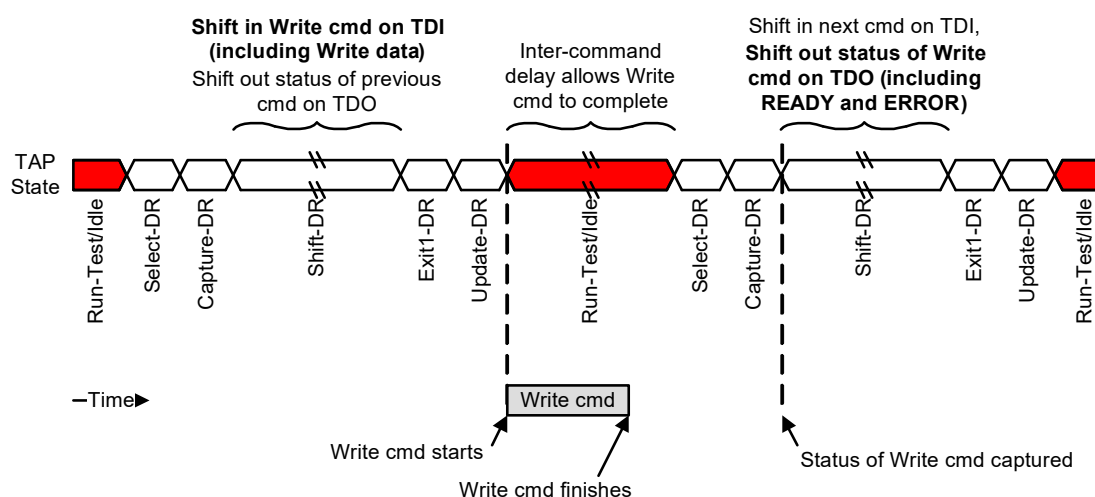 Shift in Write cmd on TDI
(including Write data)
Shift out status of previous
cmd on TDO
Inter-command
delay allows Write
cmd to complete
Shift in next cmd on TDI,
Shift out status of Write
cmd on TDO (including
READY and ERROR)
TAP
State
Run-Test/Idle
Select-DR
Capture-DR
Shift-DR
Exit1-DR
Update-DR
Run-Test/Idle
Select-DR
Capture-DR
Shift-DR
Exit1-DR
Update-DR
Run-Test/Idle
Time
Write cmd
Write cmd starts
Status of Write cmd captured
Write cmd finishes